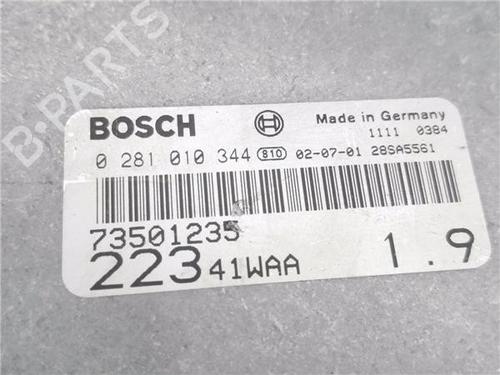 B-PARTS
BOSCH
Made in Germany
1111 0384
0 281 010 344 810 02-07-01 28SA5561
73501235
223 41WAA 1.9